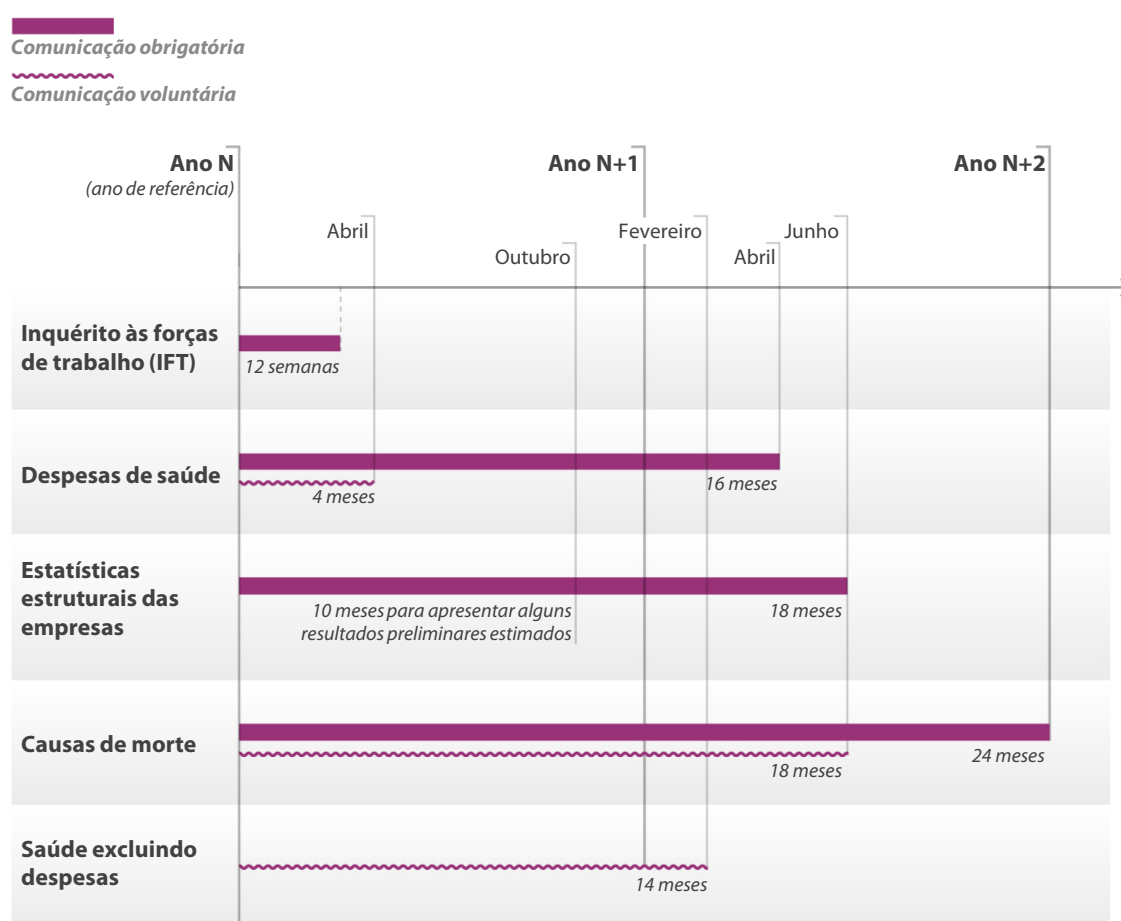 Comunicação obrigatória
Comunicação voluntária
Ano N
(ano de referência)
Ano N+1
Ano N+2
Abril
Outubro
Fevereiro
Abril
Junho
Inquérito às forças
de trabalho (IFT)
12 semanas
Despesas de saúde
4 meses
16 meses
Estatísticas
estruturais das
empresas
10 meses para apresentar alguns
resultados preliminares estimados
18 meses
Causas de morte
18 meses
24 meses
Saúde excluindo
despesas
14 meses